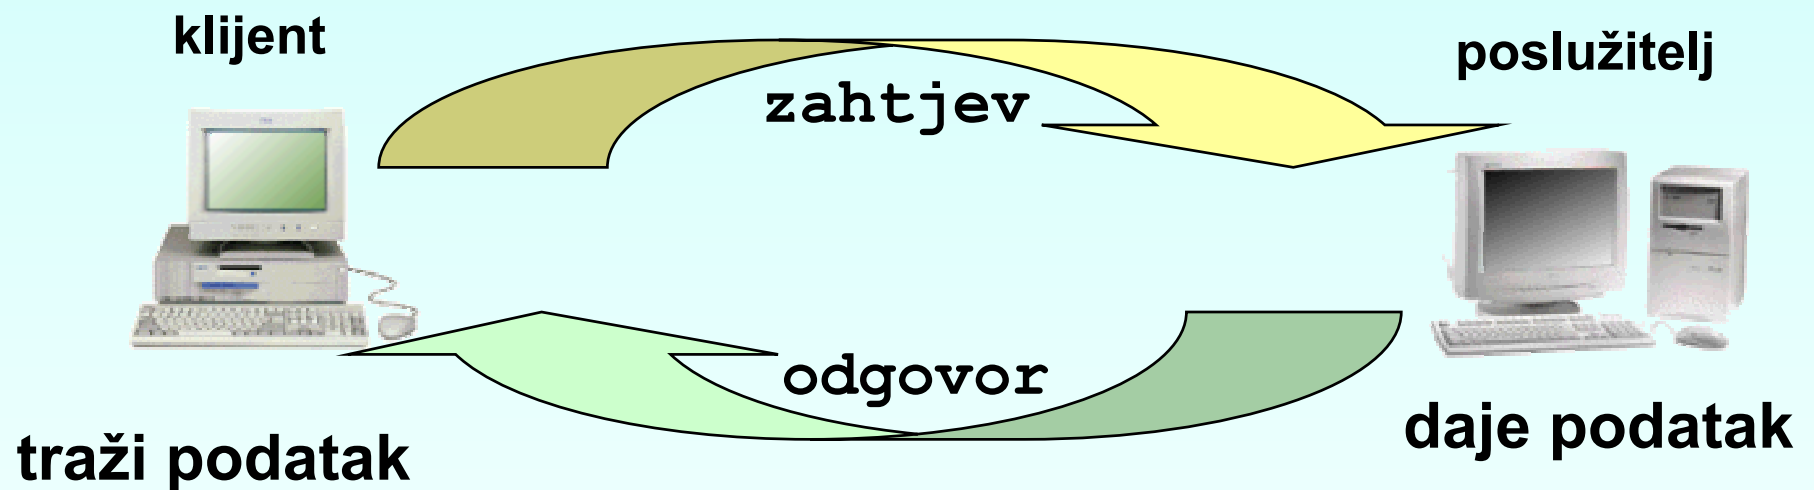 klijent
poslužitelj
zahtjev
odgovor
traži podatak
daje podatak